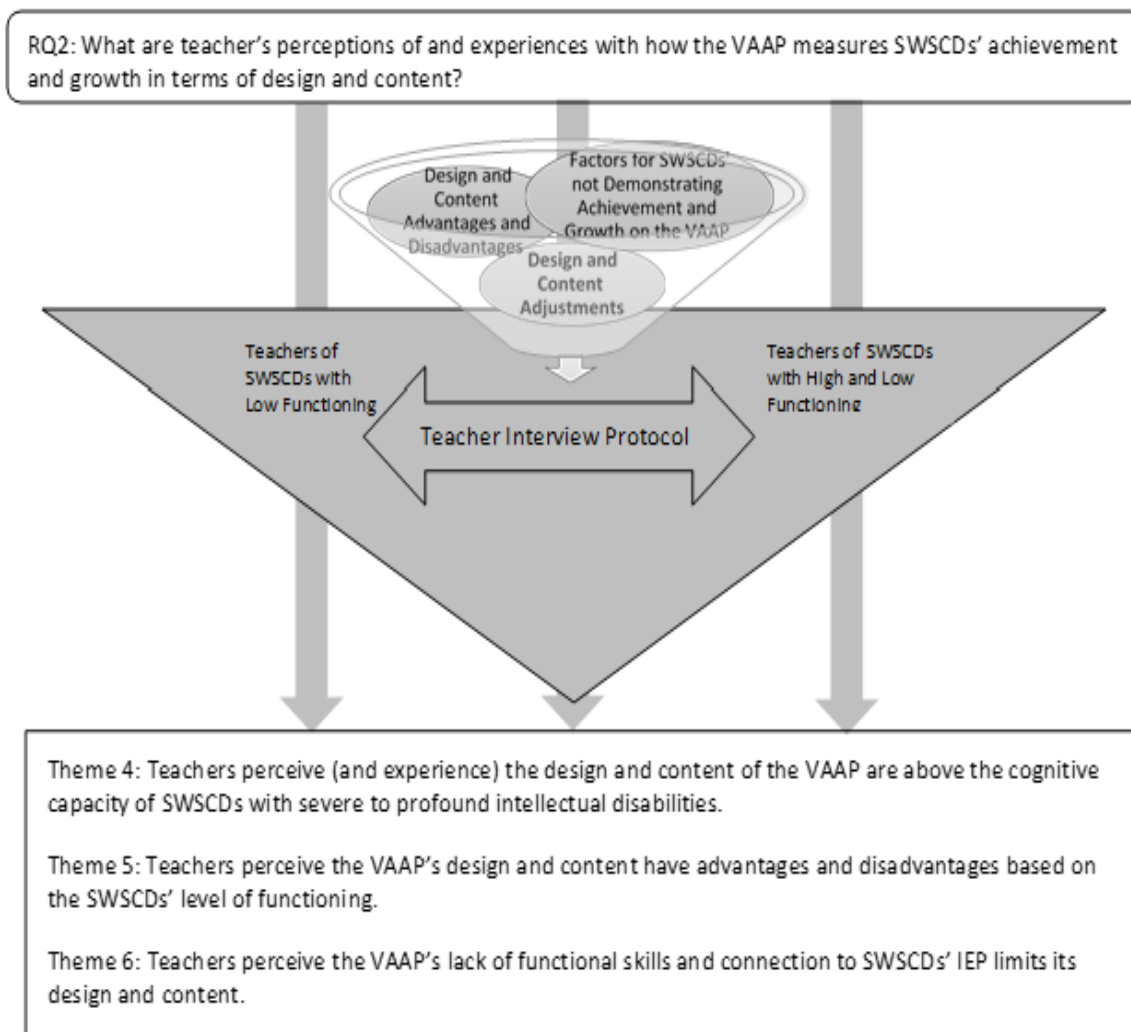 RQ2: What are teacher's perceptions of and experiences with how the VAAP measures SWSCDs' achievement
and growth in terms of design and content?
Design and
Content
Advantages and
Disadvantages
Factors for SWSCDs'
not Demonstrating
Achievement and
Growth on the VAAP
Design and
Content
Adjustments
Teachers of
SWSCDs with
Low Functioning
Teachers of SWSCDs
with High and Low
Functioning
Teacher Interview Protocol
Theme 4: Teachers perceive (and experience) the design and content of the VAAP are above the cognitive
capacity of SWSCDs with severe to profound intellectual disabilities.
Theme 5: Teachers perceive the VAAP's design and content have advantages and disadvantages based on
the SWSCDs' level of functioning.
Theme 6: Teachers perceive the VAAP's lack of functional skills and connection to SWSCDs' IEP limits its
design and content.